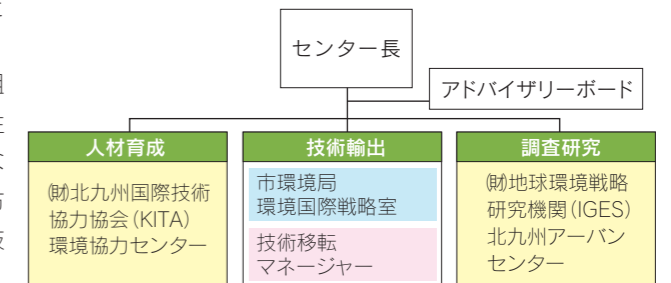 センター長
アドバイザリーボード
人材育成
㈶北九州国際技術
協力協会(KITA)
環境協力センター
技術輸出
市環境局
環境国際戦略室
技術移転
マネージャー
調査研究
㈶地球環境戦略
研究機関(IGES)
北九州アーバン
センター